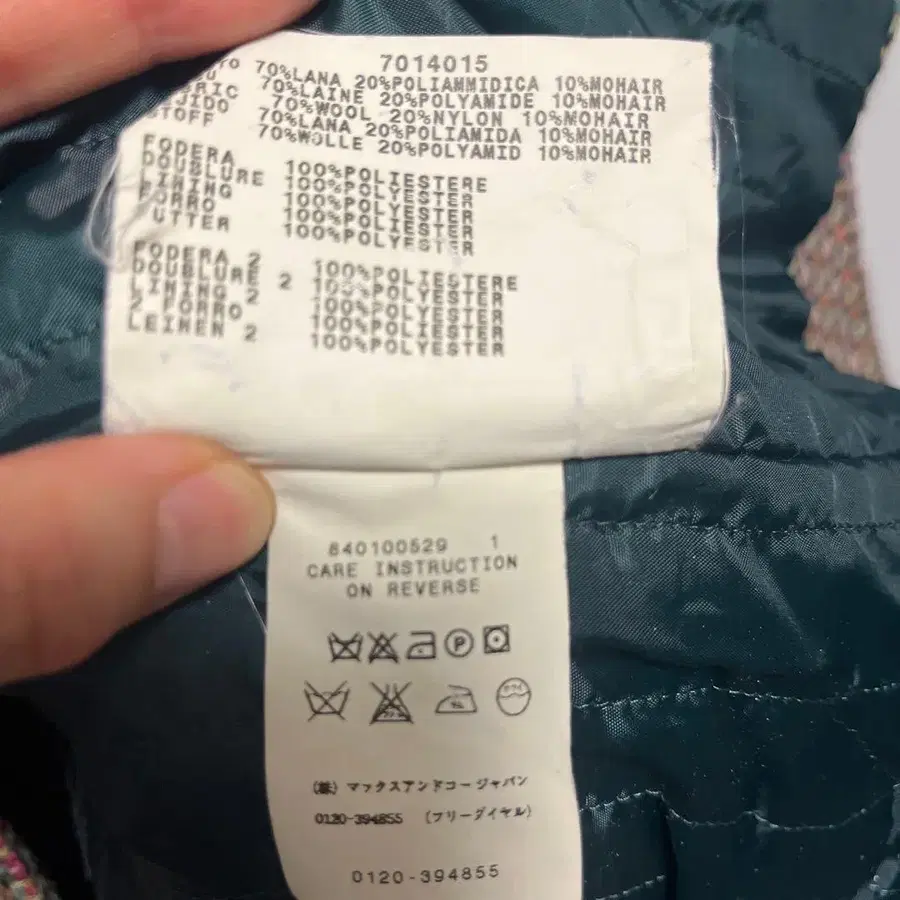 7014015
70%LANA 20%POLIAMMIDICA 10%MOHAIR
70%LAINE 20%POLYAMIDE 10%MOHAIR
70%WOOL 20%NYLON 10%MOHAIR
70%LANA 20%POLIAMIDA 10%MOHAIR
STOFF 70%WOLLE 20%POLYAMID 10%MOHAIR
FODERA 100%POLIESTERE
DOUBLURE 100%POLYESTER
LINING 100%POLYESTER
FORRO 100%POLIESTER
FUTTER 100%POLYESTER
FODERA 2 100%POLIESTERE
DOUBLURE 2 100%POLYESTER
LINING 2 100%POLYESTER
2 FORRO 100%POLIESTER
LEINEN 2 100%POLYESTER
840100529 1
CARE INSTRUCTION
ON REVERSE
P
(株) マックスアンドコージャパン
0120-394855 (フリーダイヤル)
0120-394855